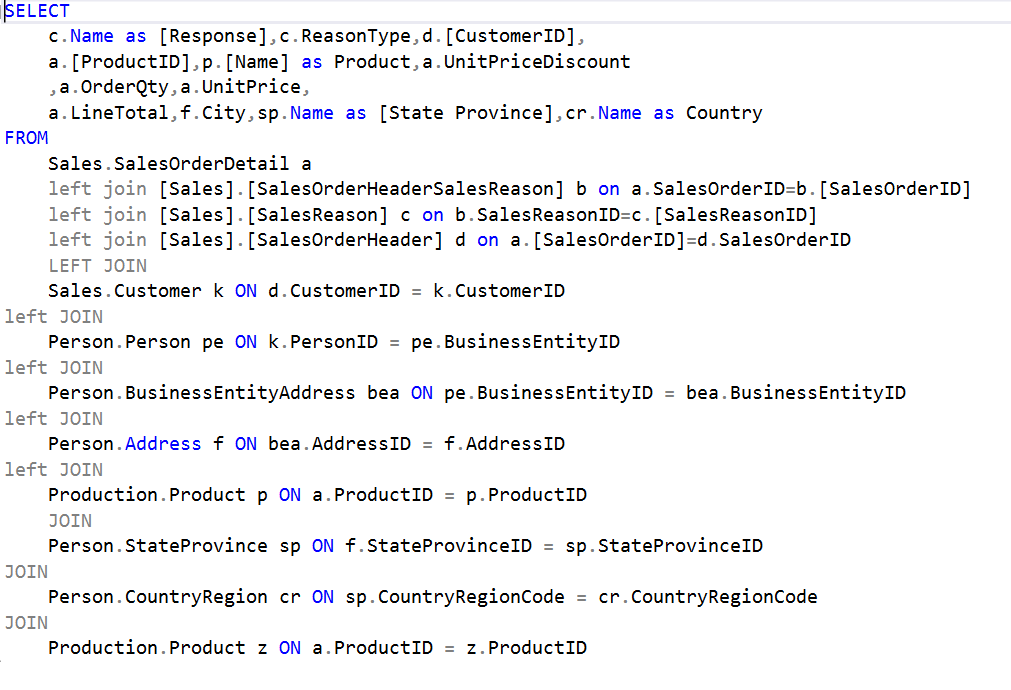 SELECT
c.Name as [Response],c.ReasonType,d.[CustomerID],
a.[ProductID],p.[Name] as Product,a.UnitPriceDiscount
,a.OrderQty,a.UnitPrice,
a.LineTotal,f.City,sp.Name as [State Province],cr.Name as Country
FROM
Sales.SalesOrderDetail a
left join [Sales].[SalesOrderHeaderSalesReason] b on a.SalesOrderID=b.[SalesOrderID]
left join [Sales].[SalesReason] c on b.SalesReasonID=c.[SalesReasonID]
left join [Sales].[SalesOrderHeader] d on a.[SalesOrderID]=d.SalesOrderID
LEFT JOIN
Sales.Customer k ON d.CustomerID = k.CustomerID
left JOIN
Person.Person pe ON k.PersonID = pe.BusinessEntityID
left JOIN
Person.BusinessEntityAddress bea ON pe.BusinessEntityID = bea.BusinessEntityID
left JOIN
Person.Address f ON bea.AddressID = f.AddressID
left JOIN
Production.Product p ON a.ProductID = p.ProductID
JOIN
Person.StateProvince sp ON f.StateProvinceID = sp.StateProvinceID
JOIN
Person.CountryRegion cr ON sp.CountryRegionCode = cr.CountryRegionCode
JOIN
Production.Product z ON a.ProductID = z.ProductID